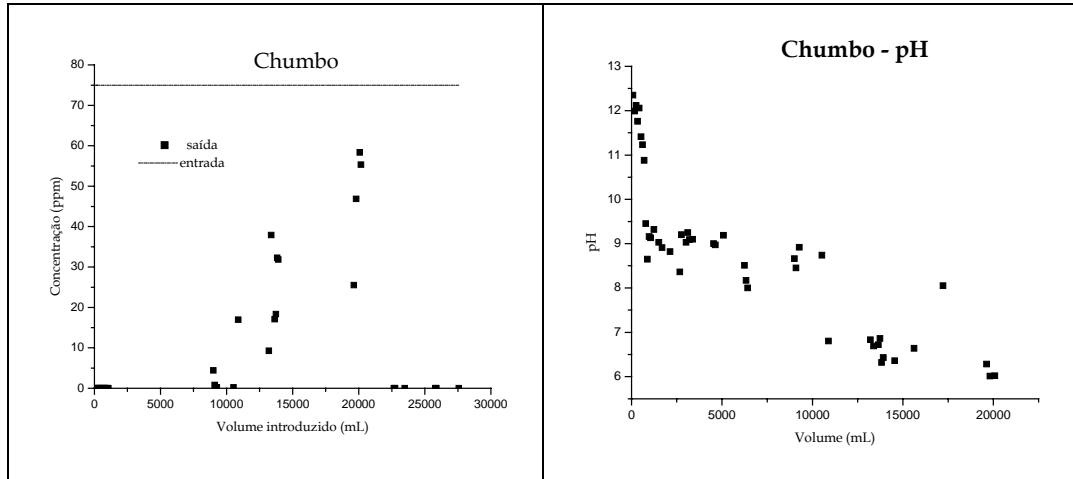 Chumbo
80
70
60
50
40
30
20
10
0
Concentração (ppm)
saída
entrada
0 5000 10000 15000 20000 25000 30000
Volume introduzido (mL)
Chumbo - pH
13
12
11
10
9
8
7
6
pH
0 5000 10000 15000 20000
Volume (mL)